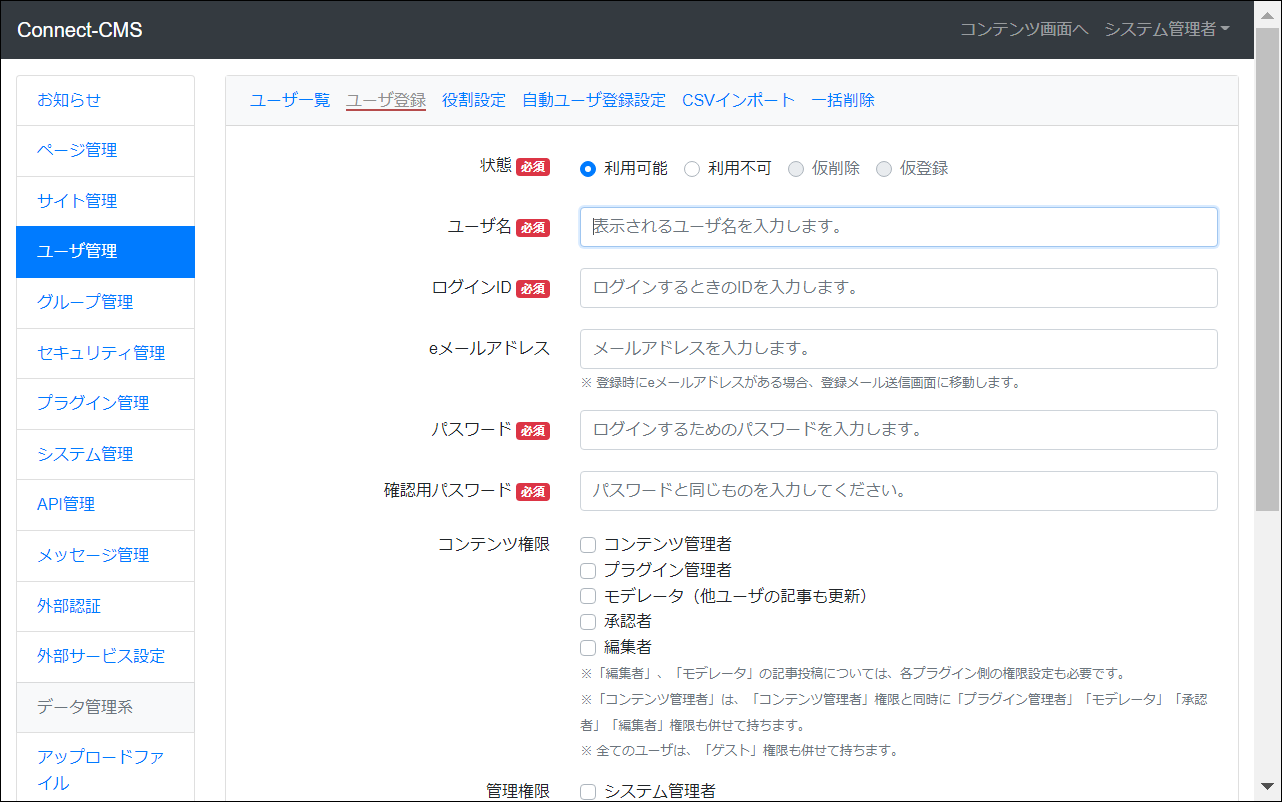 Connect-CMS
コンテンツ画面へ システム管理者
お知らせ
ページ管理
サイト管理
ユーザ管理
グループ管理
セキュリティ管理
プラグイン管理
システム管理
API管理
メッセージ管理
外部認証
外部サービス設定
データ管理系
アップロードファ
イル
ユーザ一覧 ユーザ登録 役割設定 自動ユーザ登録設定 CSVインポート 一括削除
状態 必須 利用可能 利用不可 仮削除 仮登録
ユーザ名 必須 表示されるユーザ名を入力します。
ログインID 必須 ログインするときのIDを入力します。
eメールアドレス メールアドレスを入力します。
※ 登録時にeメールアドレスがある場合、登録メール送信画面に移動します。
パスワード 必須 ログインするためのパスワードを入力します。
確認用パスワード 必須 パスワードと同じものを入力してください。
コンテンツ権限 コンテンツ管理者
プラグイン管理者
モデレータ（他ユーザの記事も更新）
承認者
編集者
※「編集者」、「モデレータ」の記事投稿については、各プラグイン側の権限設定も必要です。
※「コンテンツ管理者」は、「コンテンツ管理者」権限と同時に「プラグイン管理者」「モデレータ」「承認
者」「編集者」権限も併せて持ちます。
※ 全てのユーザは、「ゲスト」権限も併せて持ちます。
管理権限 システム管理者